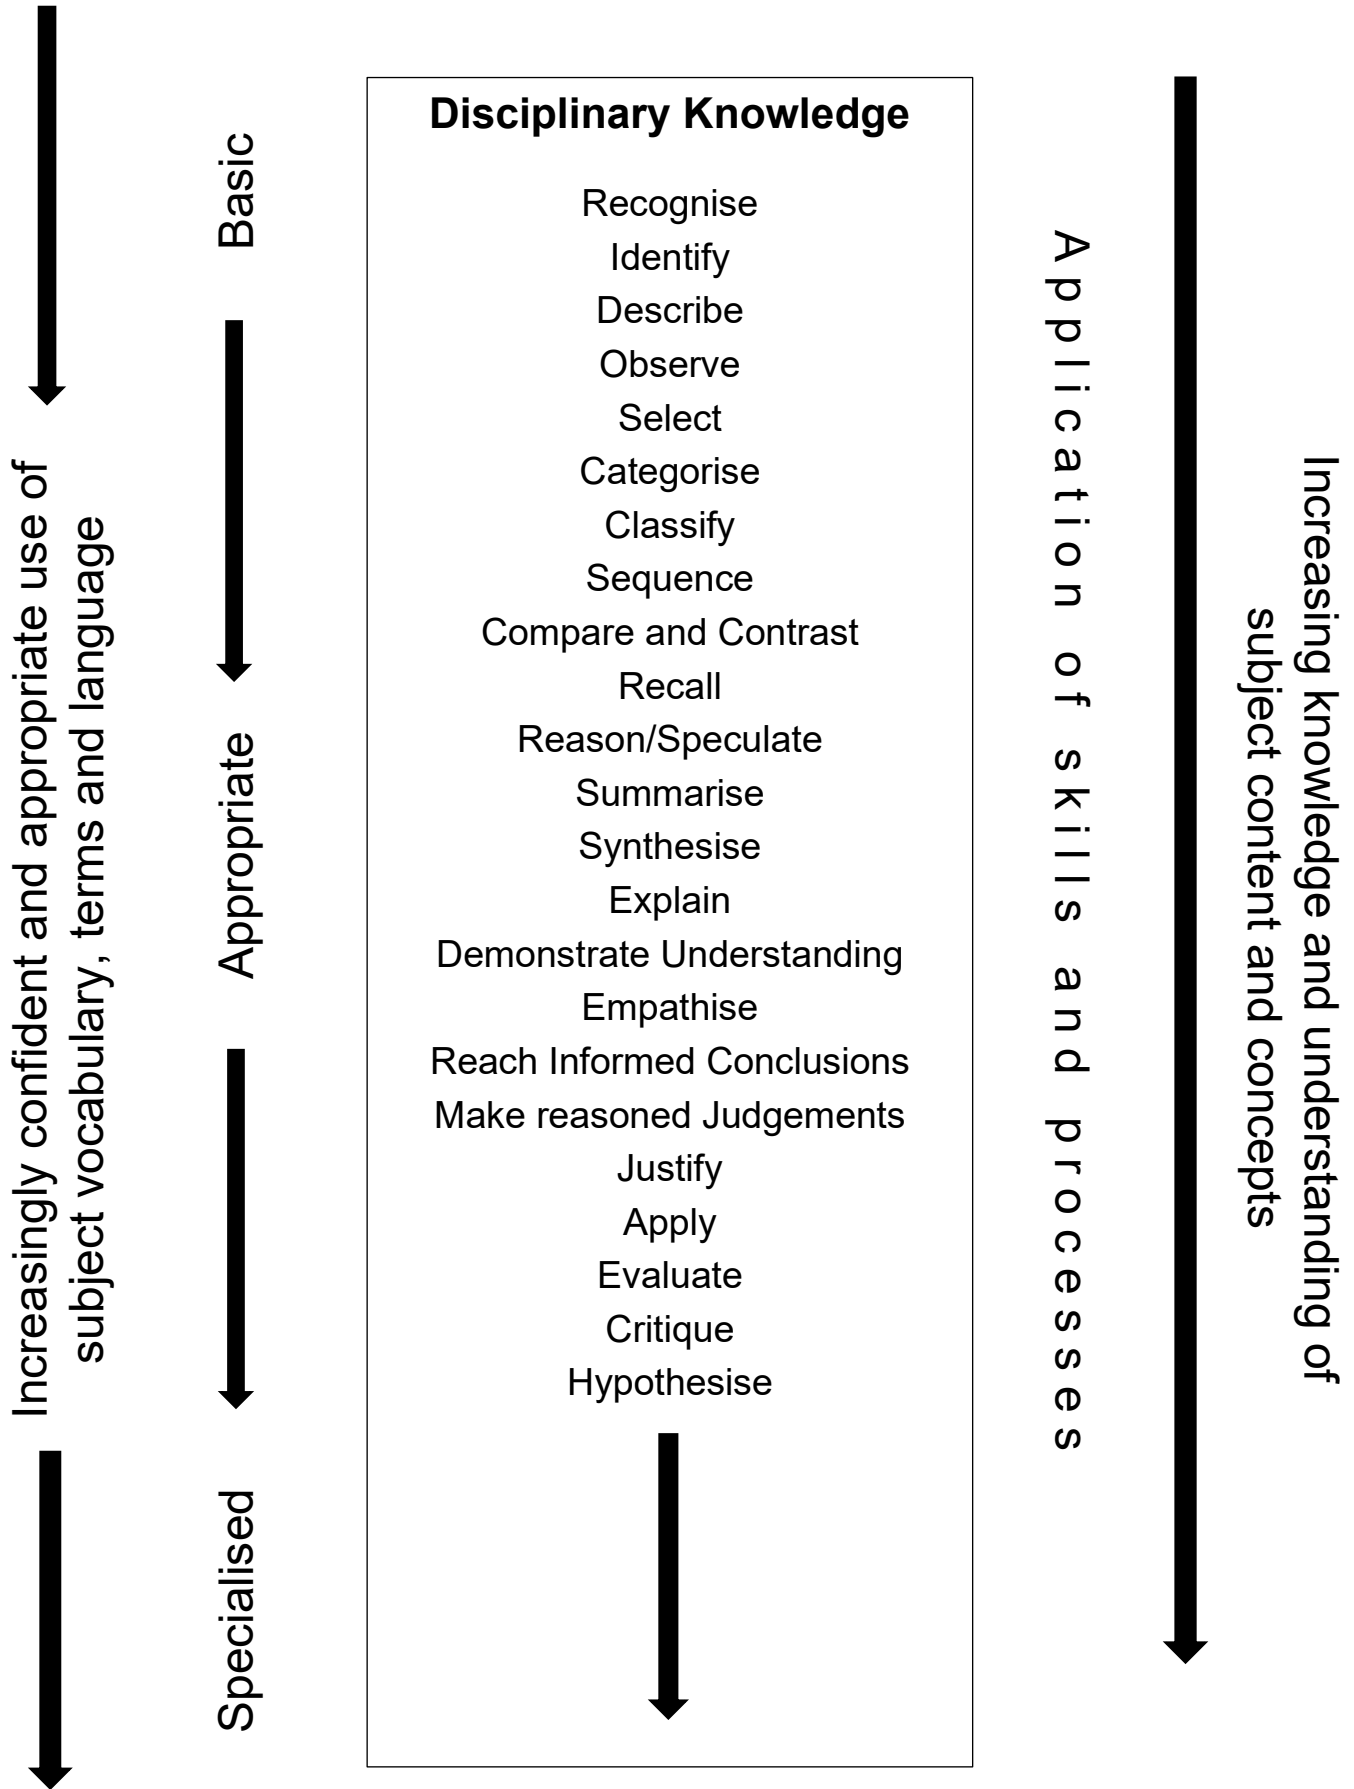 Increasingly confident and appropriate use of
subject vocabulary, terms and language
Basic
Appropriate
Specialised
Disciplinary Knowledge
Recognise
Identify
Describe
Observe
Select
Categorise
Classify
Sequence
Compare and Contrast
Recall
Reason/Speculate
Summarise
Synthesise
Explain
Demonstrate Understanding
Empathise
Reach Informed Conclusions
Make reasoned Judgements
Justify
Apply
Evaluate
Critique
Hypothesise
Application of skills and processes
Increasing knowledge and understanding of
subject content and concepts